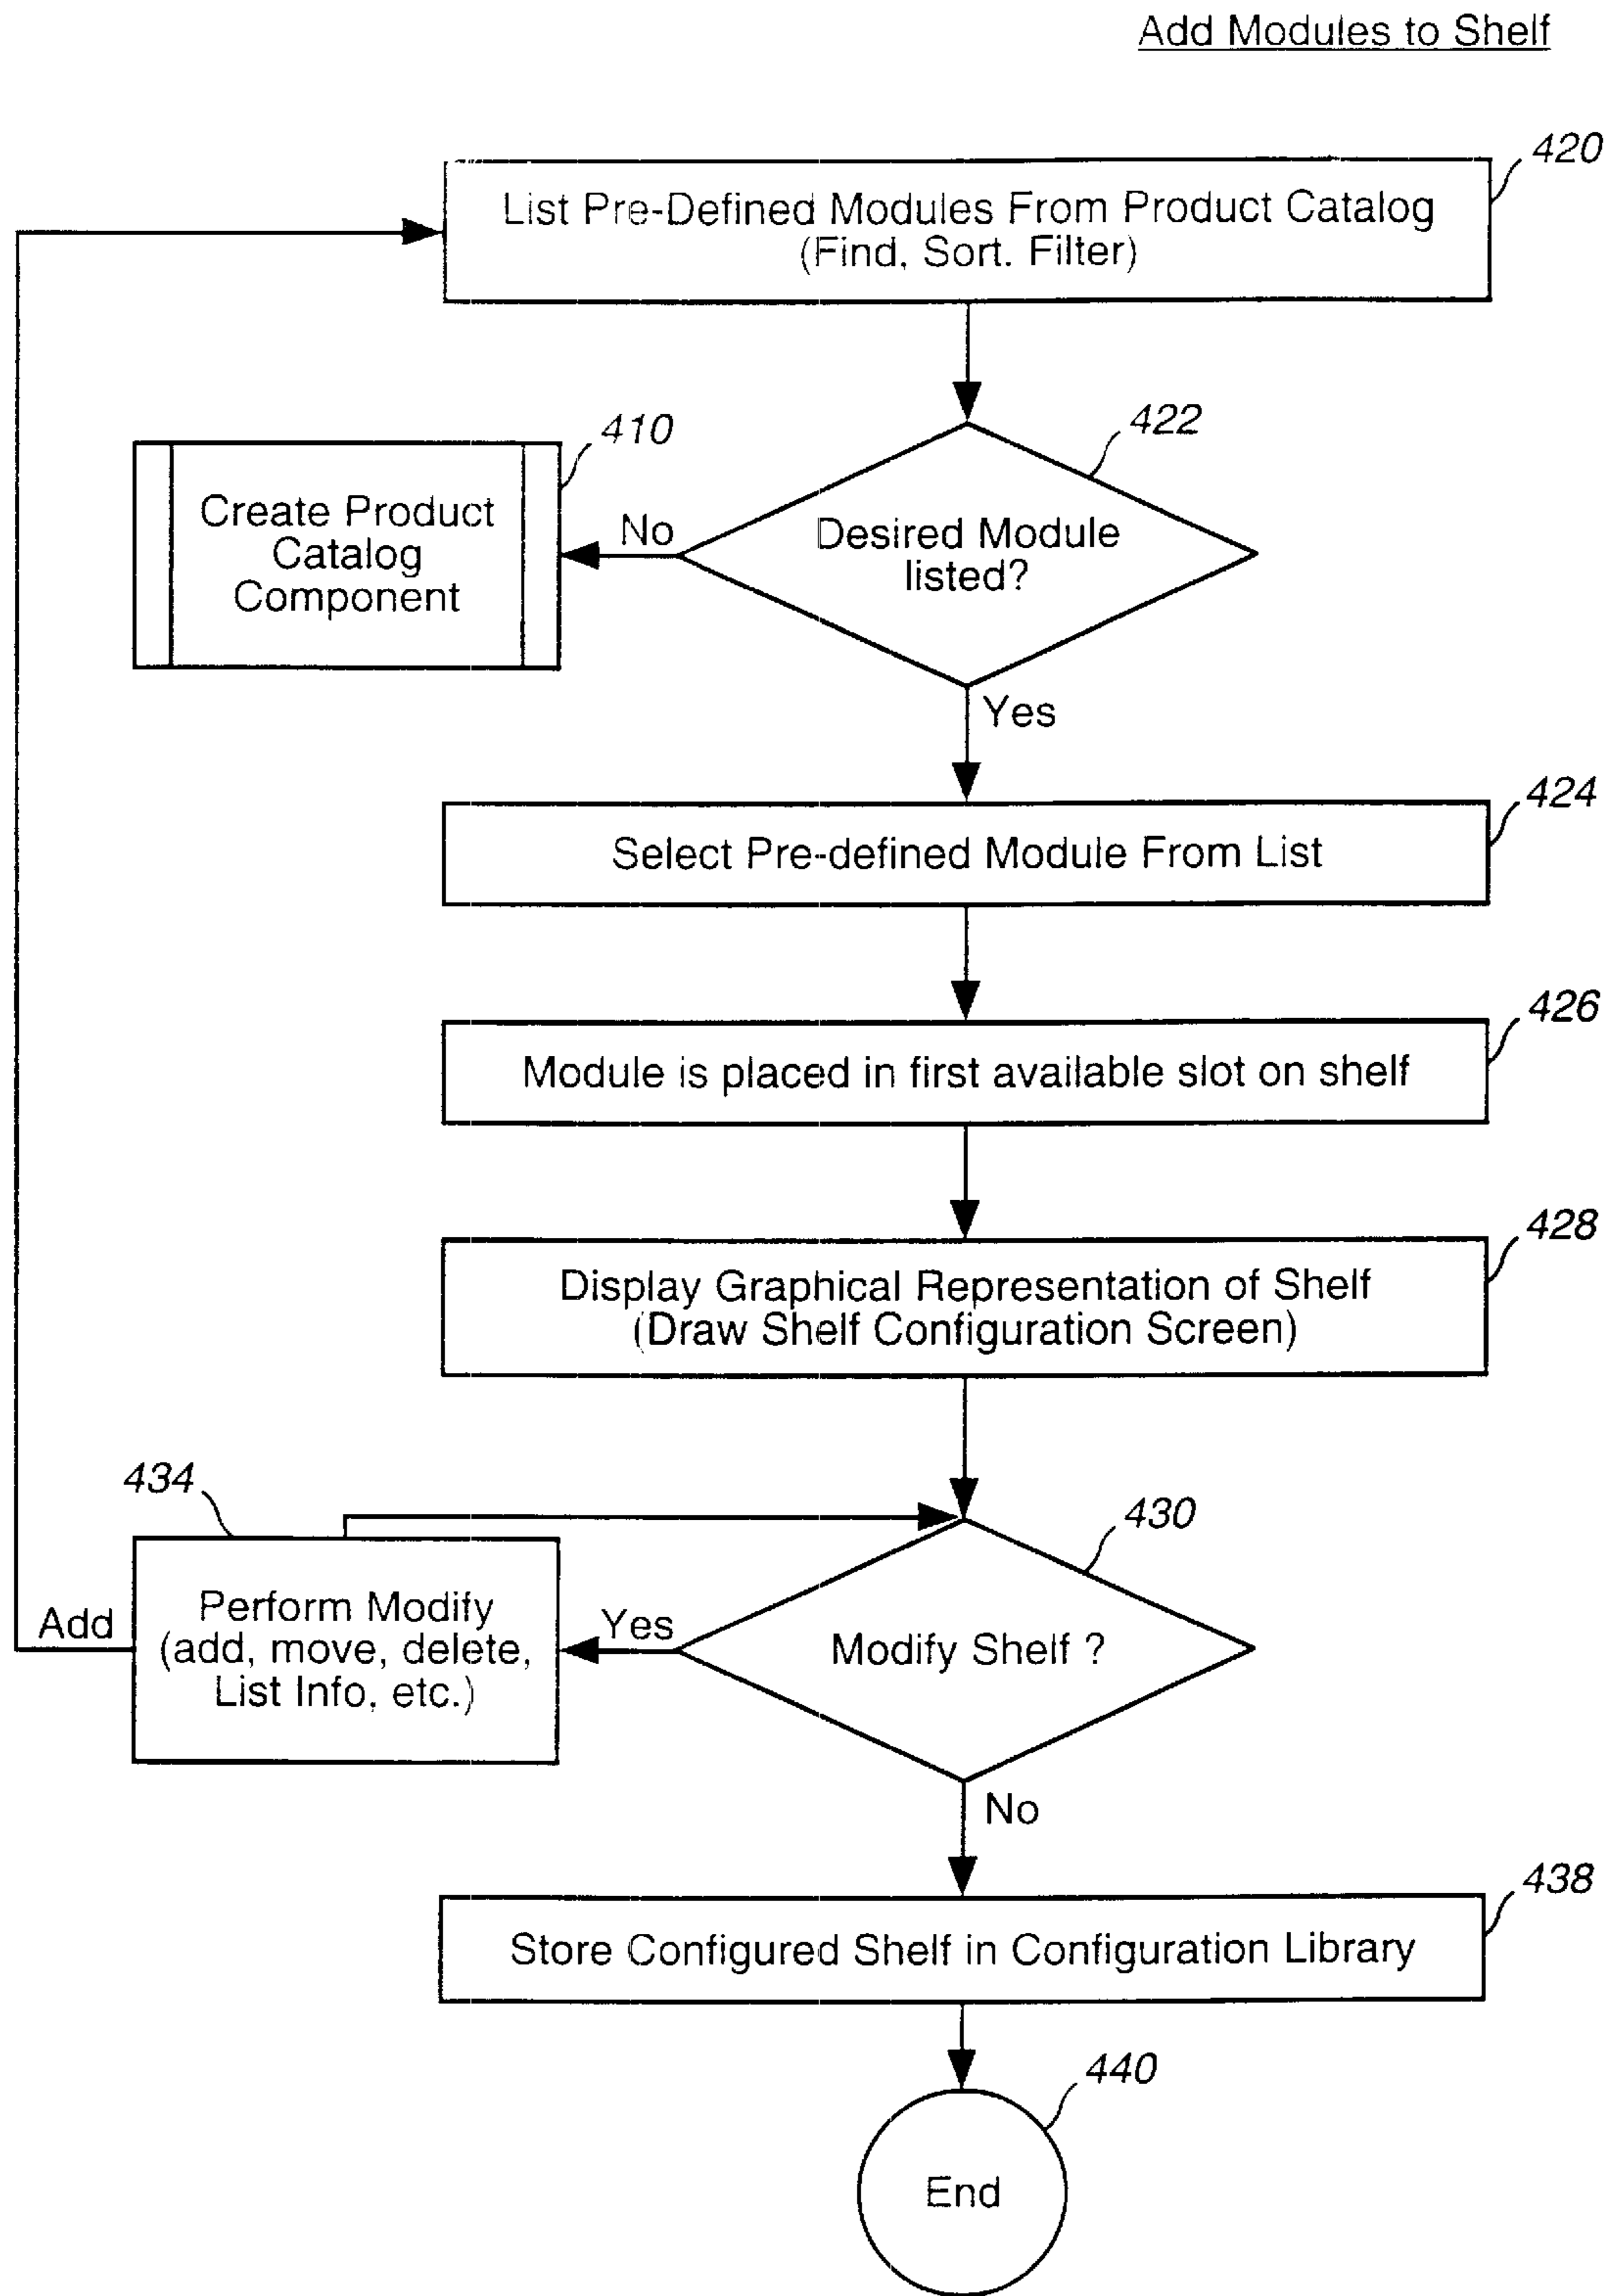 Add Modules to Shelf
420
List Pre-Defined Modules From Product Catalog
(Find, Sort. Filter)
410
422
Create Product
Catalog
Component
No
Desired Module
listed?
Yes
424
Select Pre-defined Module From List
426
Module is placed in first available slot on shelf
428
Display Graphical Representation of Shelf
(Draw Shelf Configuration Screen)
434
430
Add
Perform Modify
(add, move, delete,
List Info, etc.)
Yes
Modify Shelf ?
No
438
Store Configured Shelf in Configuration Library
440
End